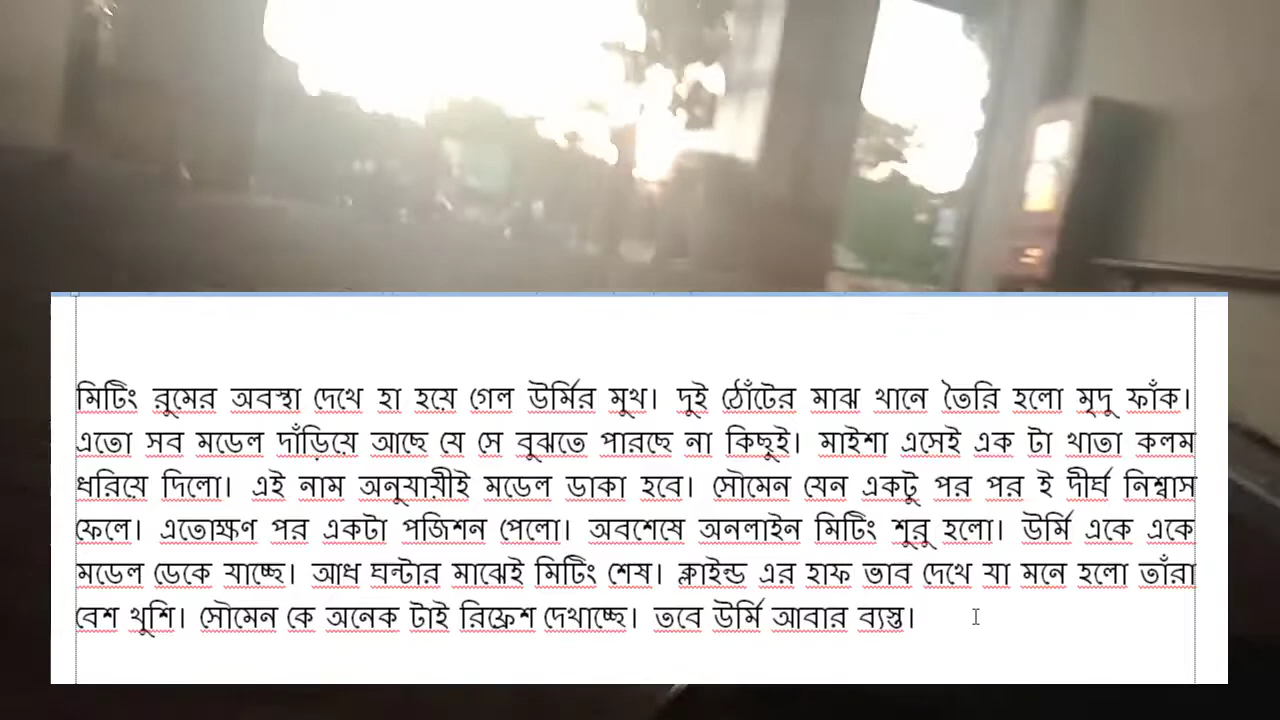 মিটিং রুমের অবস্থা দেখে হা হয়ে গেল উর্মির মুখ। দুই ঠোঁটের মাঝ খানে তৈরি হলো মৃদু ফাঁক।
এতো সব মডেল দাঁড়িয়ে আছে যে সে বুঝতে পারছে না কিছুই। মাইশা এসেই এক টা খাতা কলম
ধরিয়ে দিলো। এই নাম অনুযায়ীই মডেল ডাকা হবে। সৌমেন যেন একটু পর পর ই দীর্ঘ নিশ্বাস
ফেলে। এতোক্ষণ পর একটা পজিশন পেলো। অবশেষে অনলাইন মিটিং শুরু হলো। উর্মি একে একে
মডেল ডেকে যাচ্ছে। আধ ঘন্টার মাঝেই মিটিং শেষ। ক্লাইন্ড এর হাফ ভাব দেখে যা মনে হলো তাঁরা
বেশ খুশি। সৌমেন কে অনেক টাই রিফ্রেশ দেখাচ্ছে। তবে উর্মি আবার ব্যস্ত।